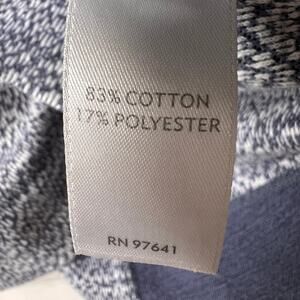 83% COTTON
17% POLYESTER
RN 97641